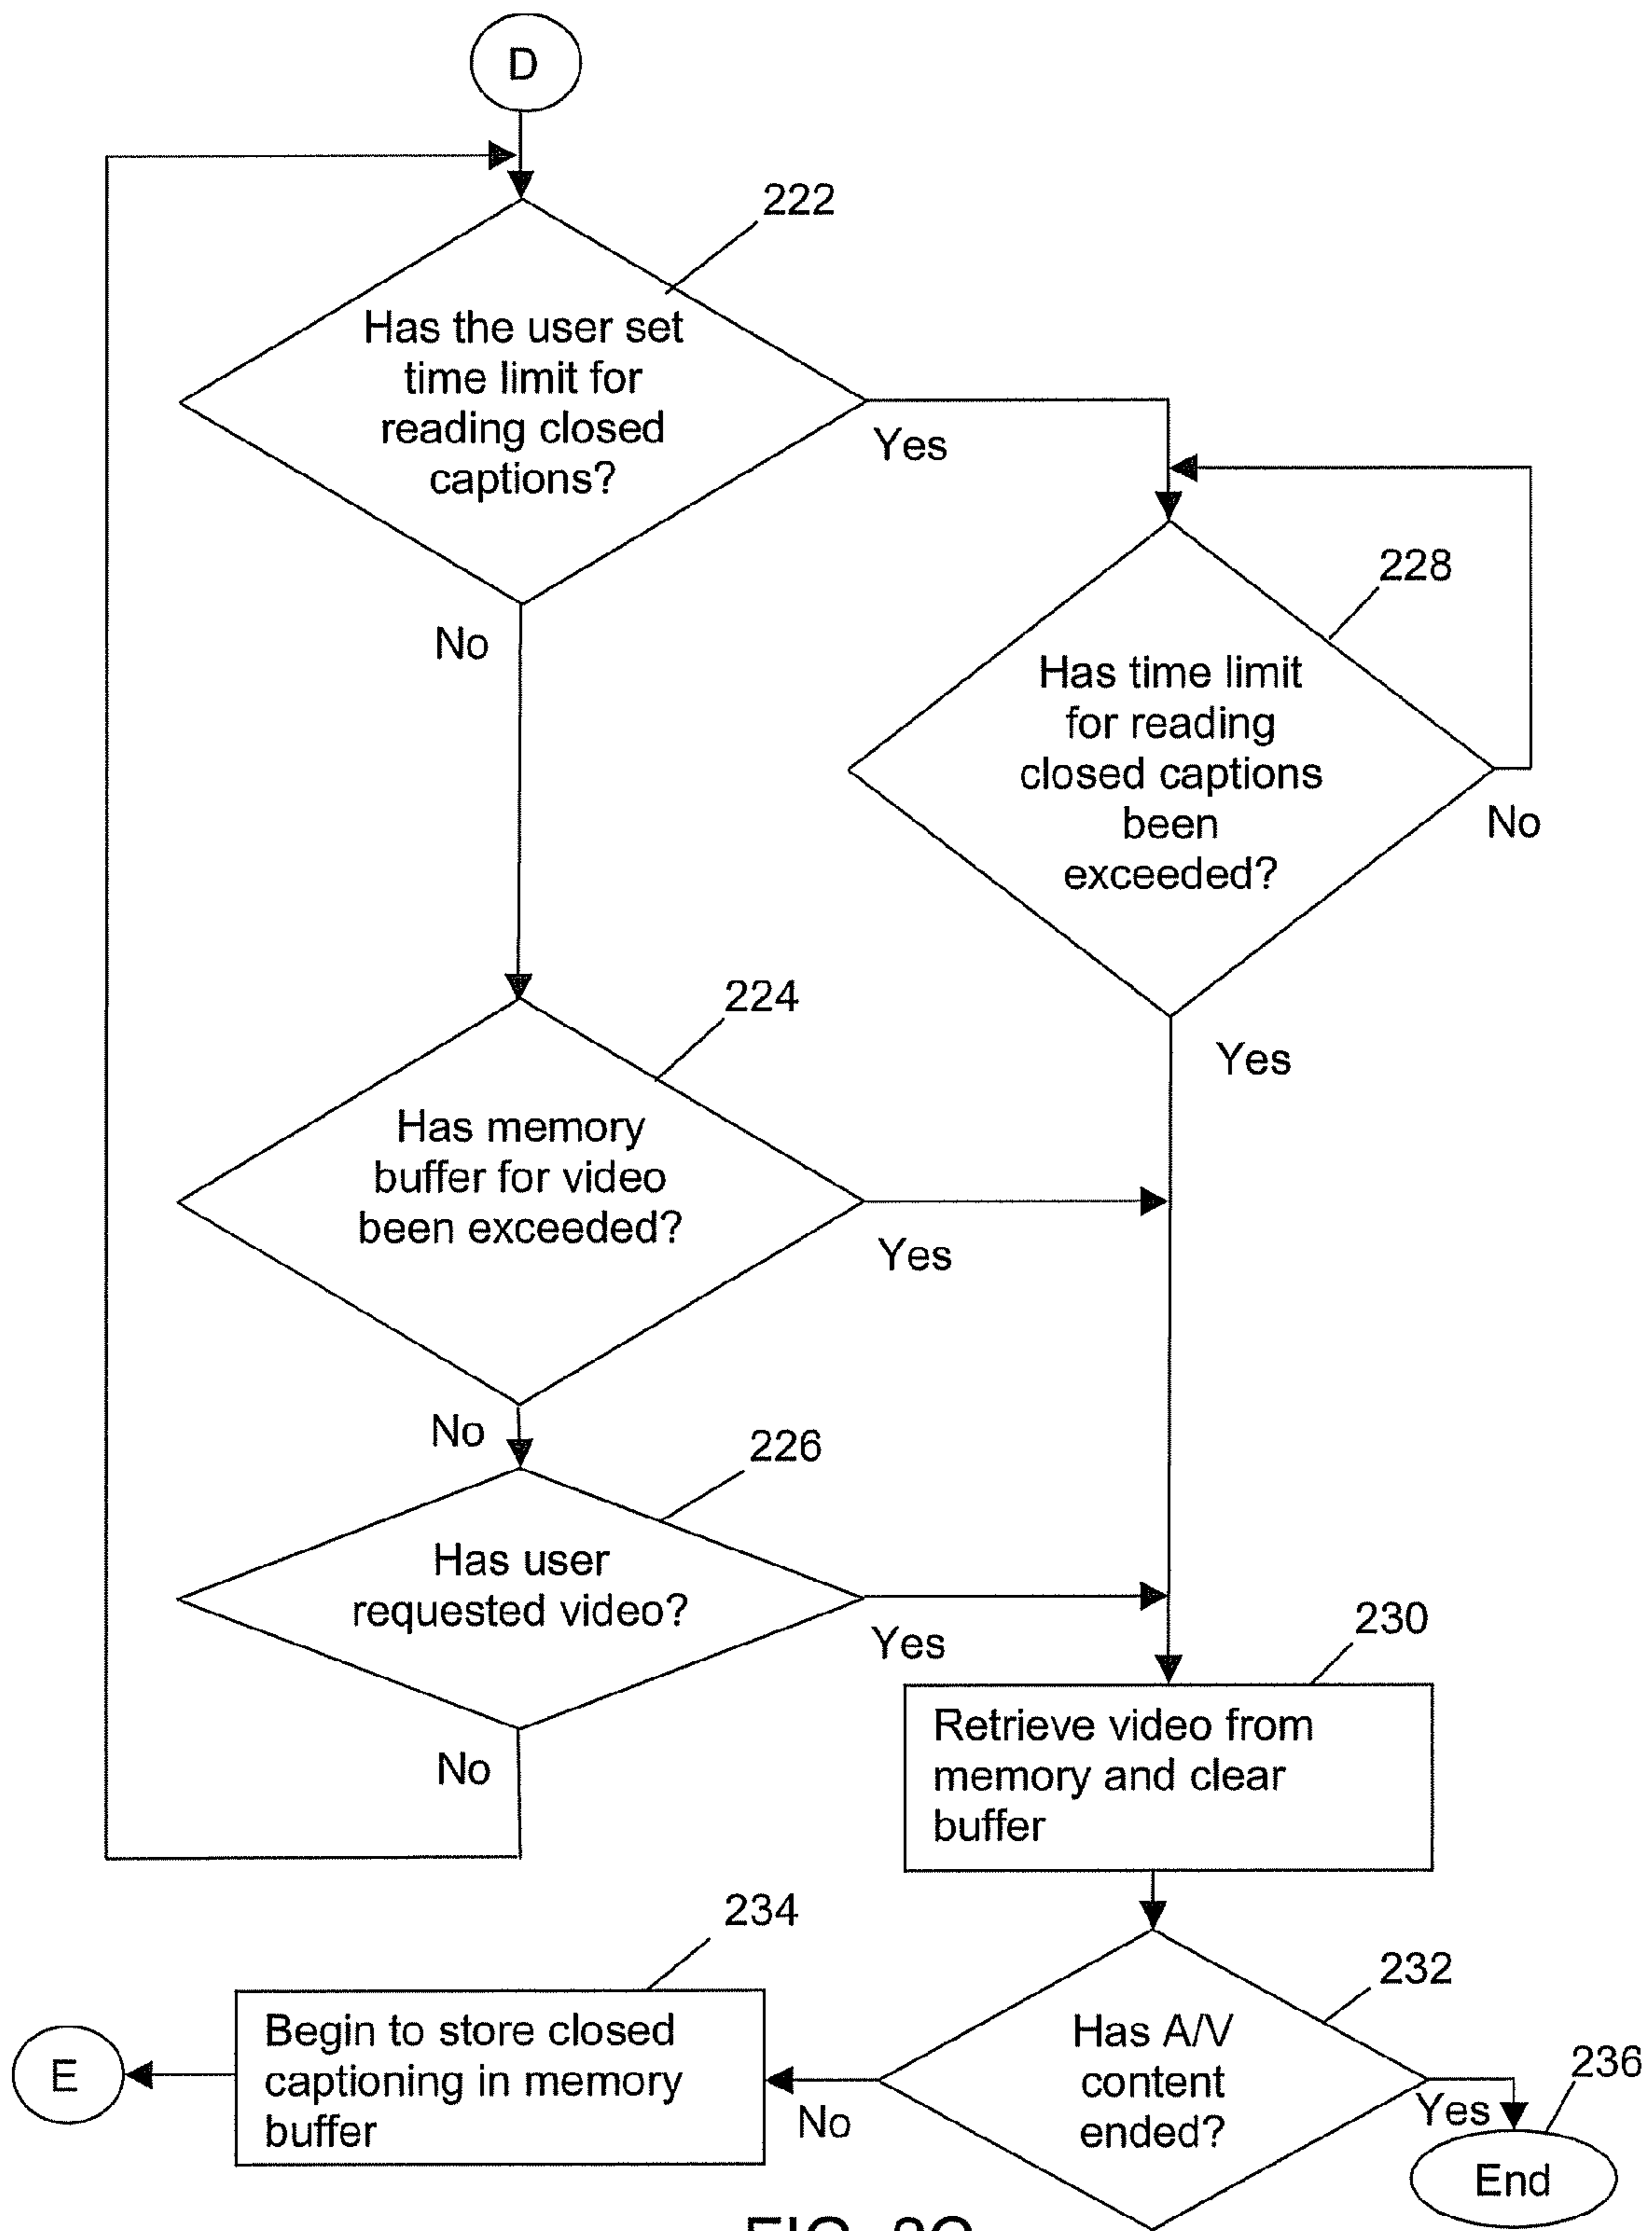 D
222
Has the user set
time limit for
reading closed
captions?
Yes
No
228
Has time limit
for reading
closed captions
been
exceeded?
No
Yes
224
Has memory
buffer for video
been exceeded?
Yes
No
226
Has user
requested video?
Yes
No
230
Retrieve video from
memory and clear
buffer
234
Begin to store closed
captioning in memory
buffer
E
232
Has A/V
content
ended?
No
Yes
236
End